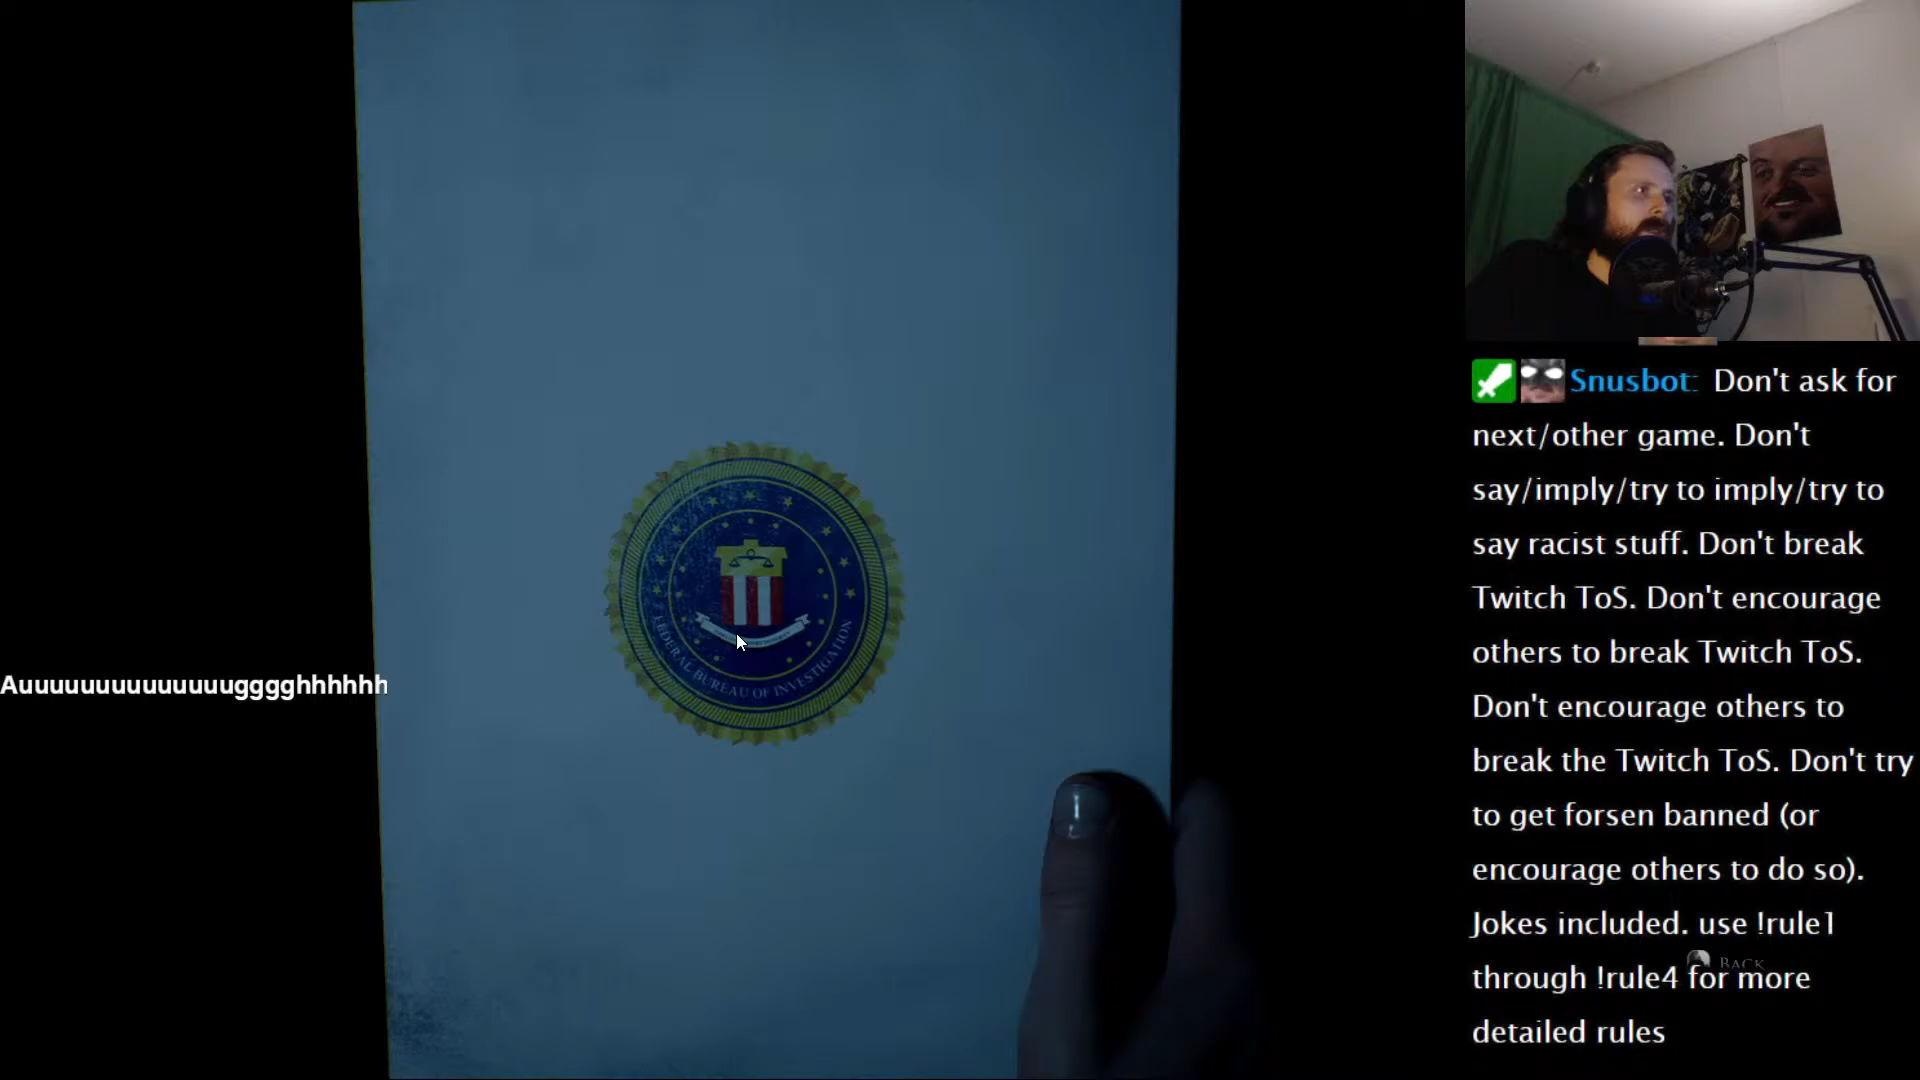 Snusbot: Don't ask for
next/other game. Don't
say/imply/try to imply/try to
say racist stuff. Don't break
Twitch ToS. Don't encourage
others to break Twitch ToS.
Don't encourage others to
break the Twitch ToS. Don't try
to get forsen banned (or
encourage others to do so).
Jokes included. use !rule1
through !rule4 for more
detailed rules
BACK
Auuuuuuuuuuuuuugggghhhhhh
FEDERAL BUREAU OF INVESTIGATION